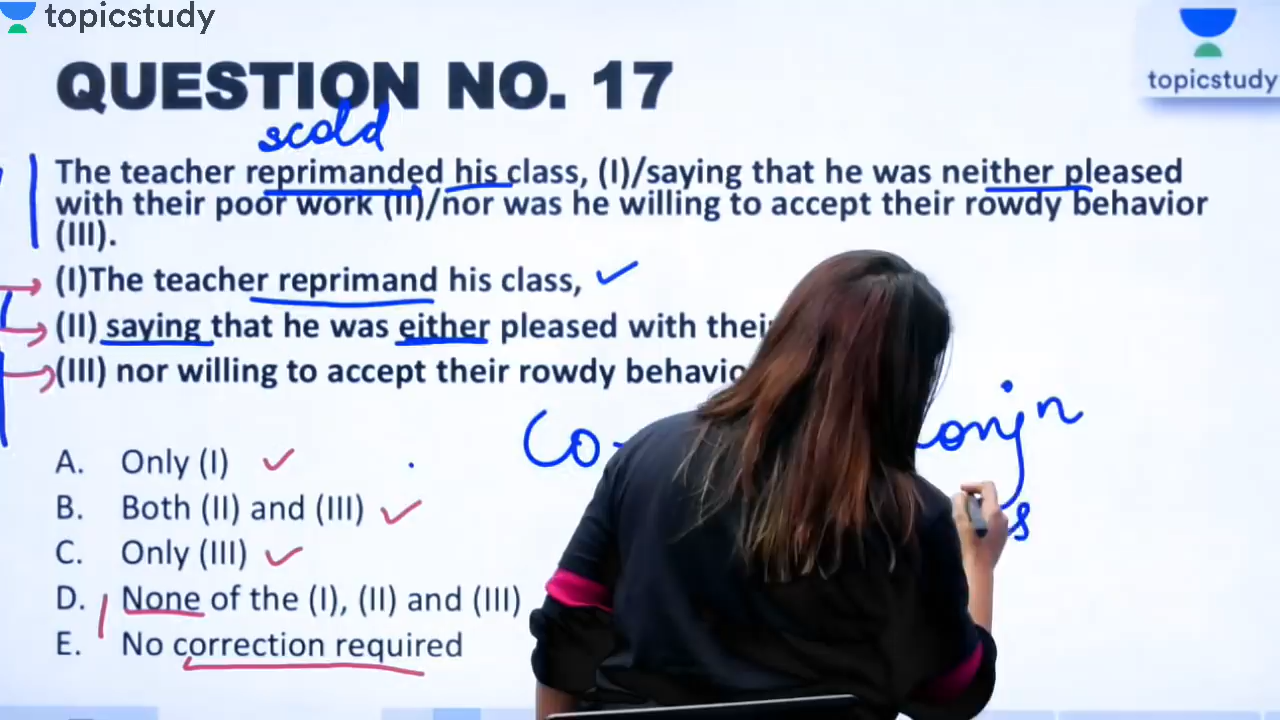 topicstudy
topicstudy
QUESTION NO. 17
scold
The teacher reprimanded his class, (I)/saying that he was neither pleased
with their poor work (II)/nor was he willing to accept their rowdy behavior
(III).
(I)The teacher reprimand his class,
(II) saying that he was either pleased with their
(III) nor willing to accept their rowdy behavio
Co- conjn
s
A. Only (I)
B. Both (II) and (III)
C. Only (III)
D. None of the (I), (II) and (III)
E. No correction required